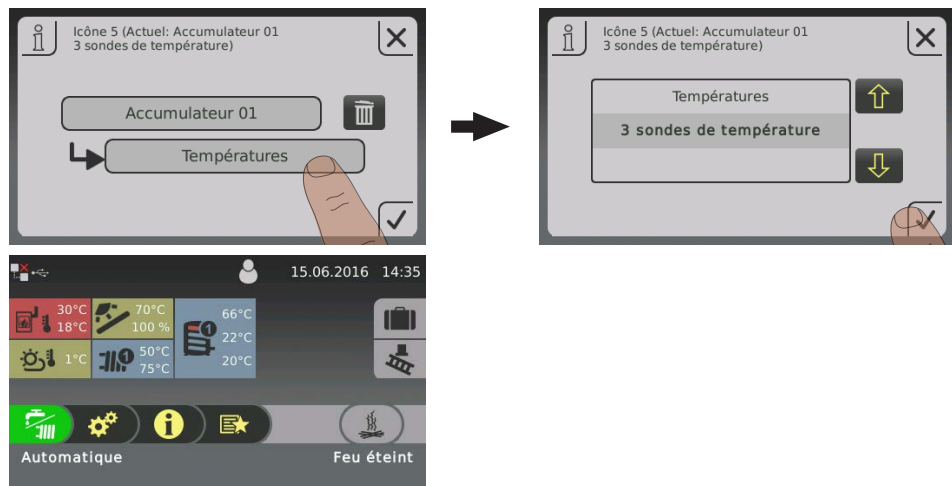 Icône 5 (Actuel: Accumulateur 01
3 sondes de température)
Accumulateur 01
Températures
Icône 5 (Actuel: Accumulateur 01
3 sondes de température)
Températures
3 sondes de température
15.06.2016 14:35
30°C
18°C
70°C
100 %
1
66°C
22°C
20°C
1°C
1
50°C
75°C
Automatique
Feu éteint